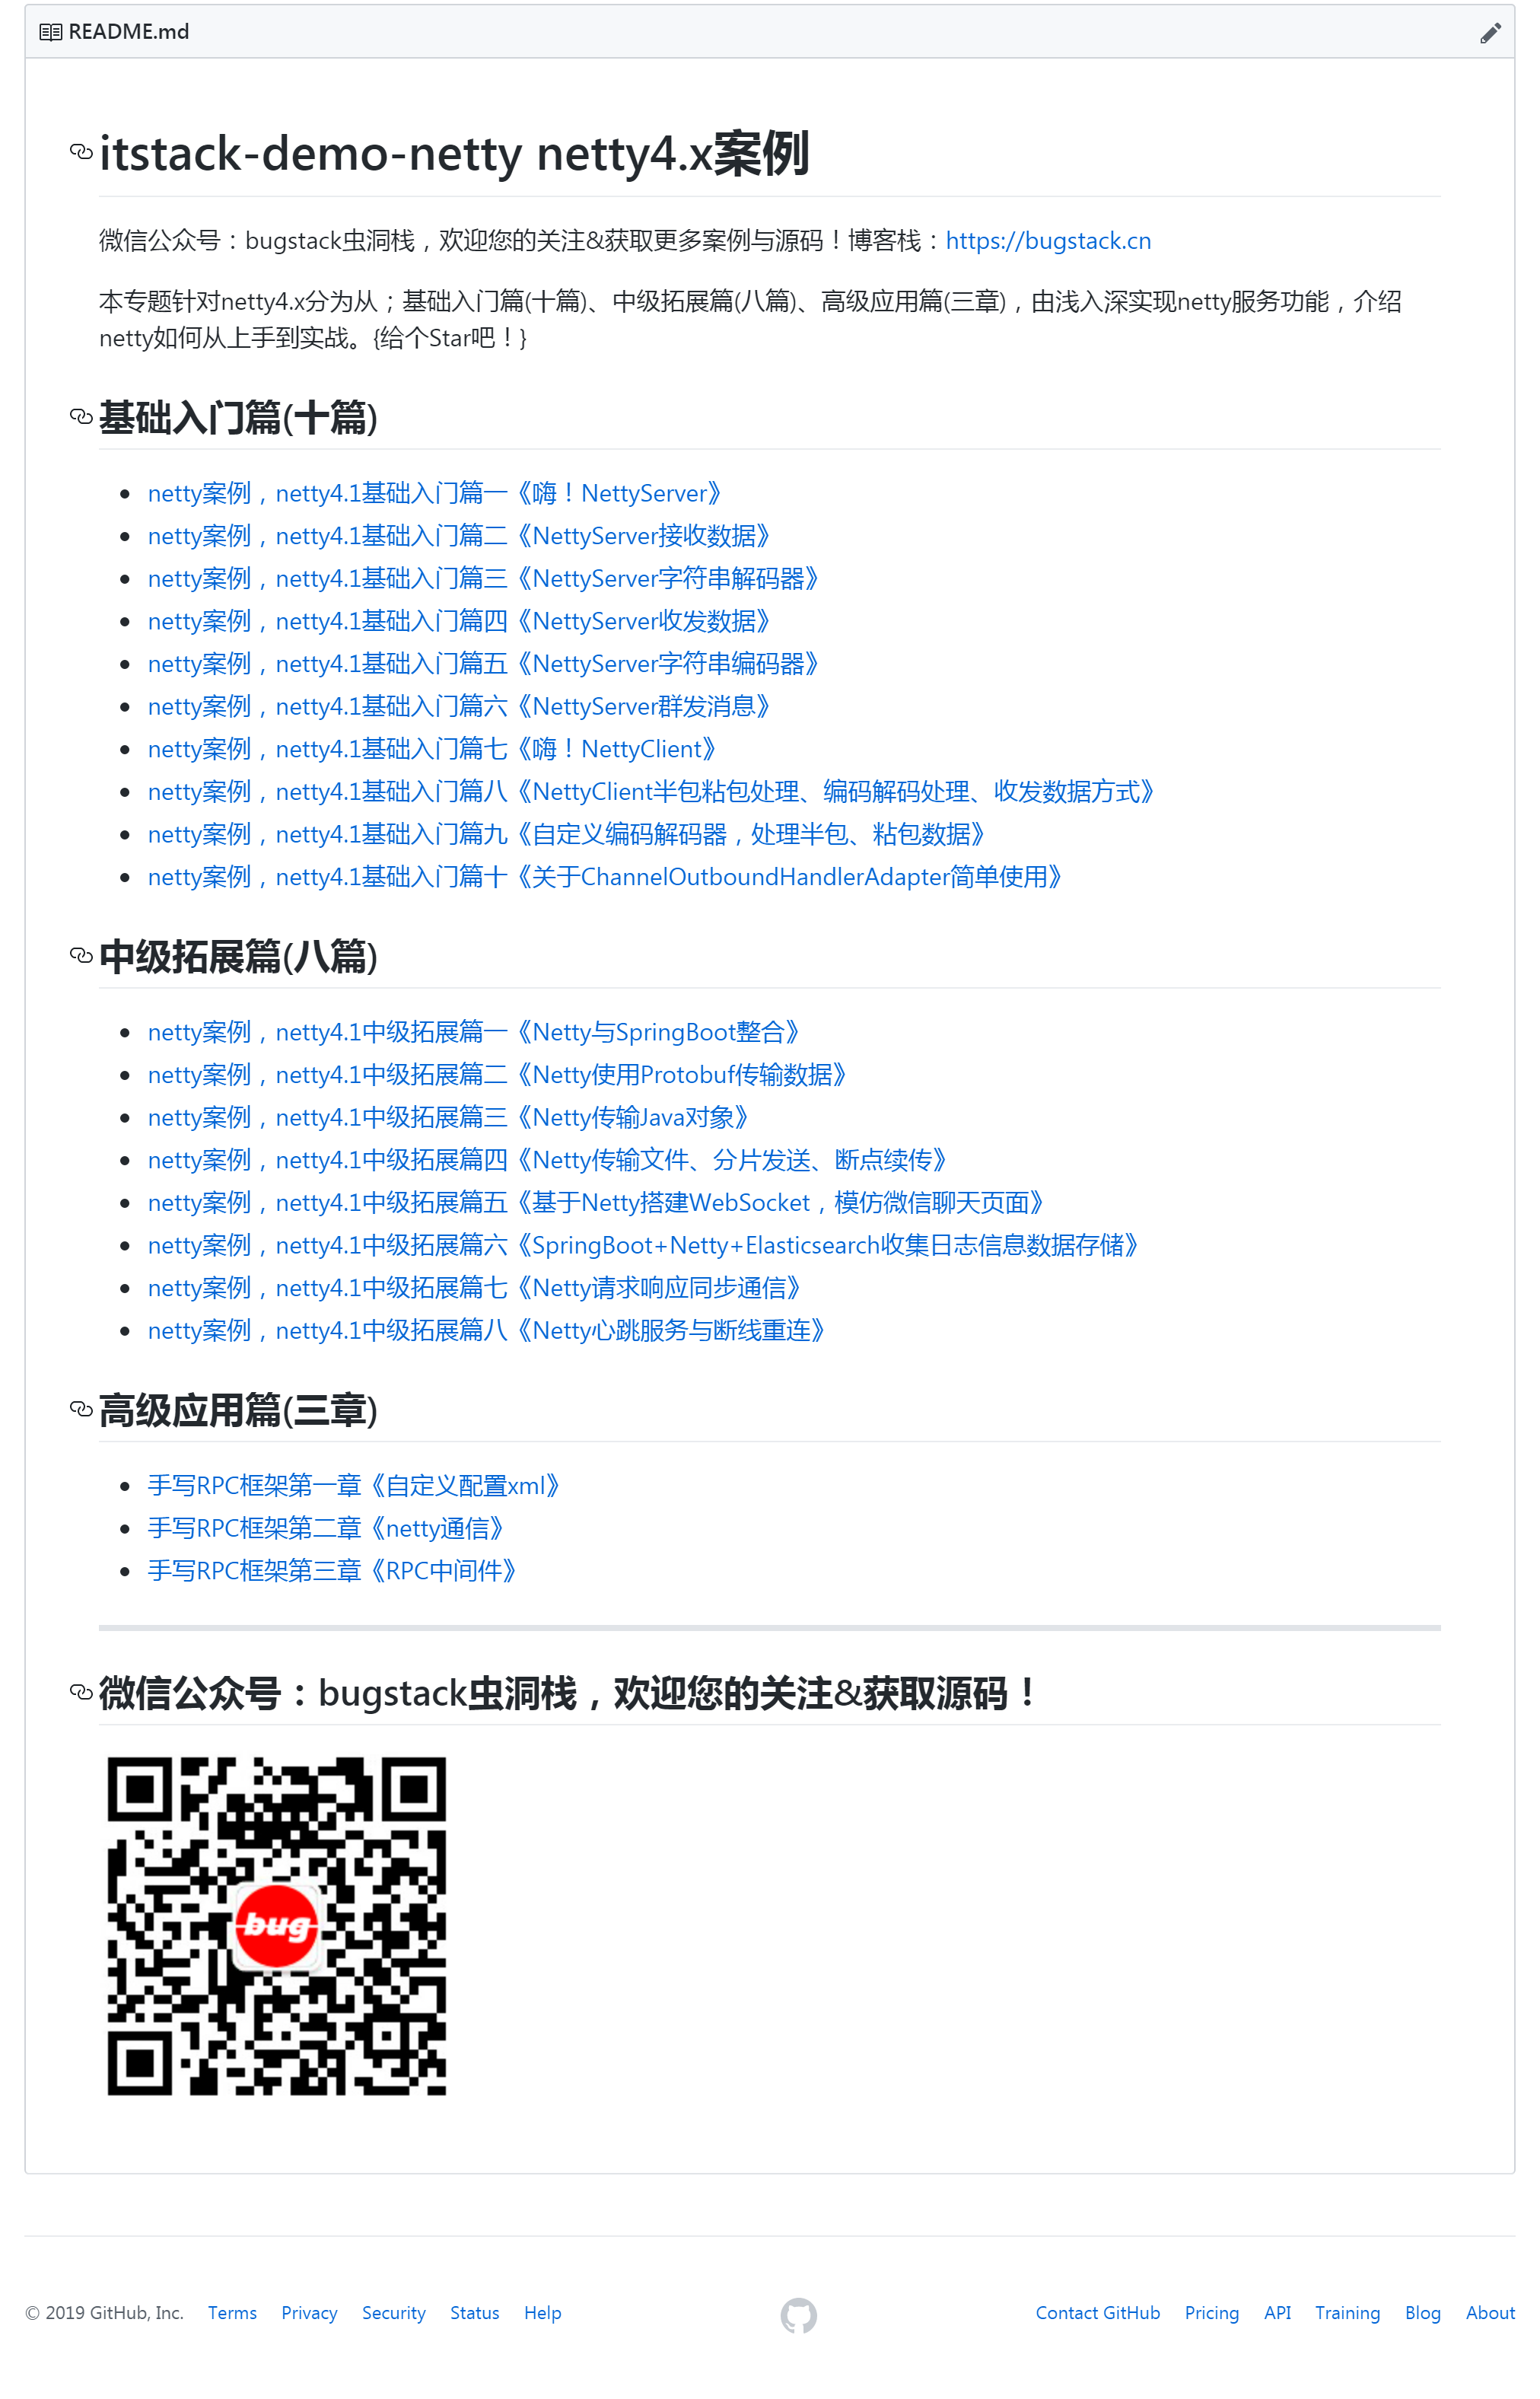 README.md
itstack-demo-netty netty4.x案例
微信公众号：bugstack虫洞栈，欢迎您的关注&获取更多案例与源码！博客栈：https://bugstack.cn
本专题针对netty4.x分为从；基础入门篇(十篇)、中级拓展篇(八篇)、高级应用篇(三章)，由浅入深实现netty服务功能，介绍
netty如何从上手到实战。{给个Star吧！}
基础入门篇(十篇)
netty案例，netty4.1基础入门篇一《嗨！NettyServer》
netty案例，netty4.1基础入门篇二《NettyServer接收数据》
netty案例，netty4.1基础入门篇三《NettyServer字符串解码器》
netty案例，netty4.1基础入门篇四《NettyServer收发数据》
netty案例，netty4.1基础入门篇五《NettyServer字符串编码器》
netty案例，netty4.1基础入门篇六《NettyServer群发消息》
netty案例，netty4.1基础入门篇七《嗨！NettyClient》
netty案例，netty4.1基础入门篇八《NettyClient半包粘包处理、编码解码处理、收发数据方式》
netty案例，netty4.1基础入门篇九《自定义编码解码器，处理半包、粘包数据》
netty案例，netty4.1基础入门篇十《关于ChannelOutboundHandlerAdapter简单使用》
中级拓展篇(八篇)
netty案例，netty4.1中级拓展篇一《Netty与SpringBoot整合》
netty案例，netty4.1中级拓展篇二《Netty使用Protobuf传输数据》
netty案例，netty4.1中级拓展篇三《Netty传输Java对象》
netty案例，netty4.1中级拓展篇四《Netty传输文件、分片发送、断点续传》
netty案例，netty4.1中级拓展篇五《基于Netty搭建WebSocket，模仿微信聊天页面》
netty案例，netty4.1中级拓展篇六《SpringBoot+Netty+Elasticsearch收集日志信息数据存储》
netty案例，netty4.1中级拓展篇七《Netty请求响应同步通信》
netty案例，netty4.1中级拓展篇八《Netty心跳服务与断线重连》
高级应用篇(三章)
手写RPC框架第一章《自定义配置xml》
手写RPC框架第二章《netty通信》
手写RPC框架第三章《RPC中间件》
微信公众号：bugstack虫洞栈，欢迎您的关注&获取源码！
bug
© 2019 GitHub, Inc. Terms Privacy Security Status Help Contact GitHub Pricing API Training Blog About